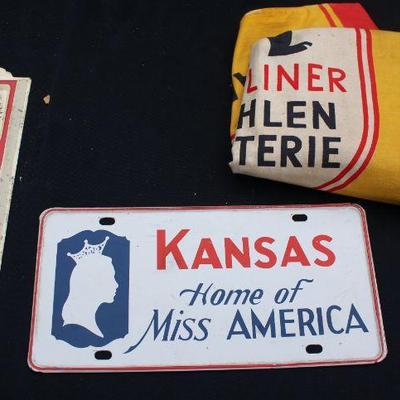 LINER
HLEN
TERIE
KANSAS
Home of
Miss AMERICA